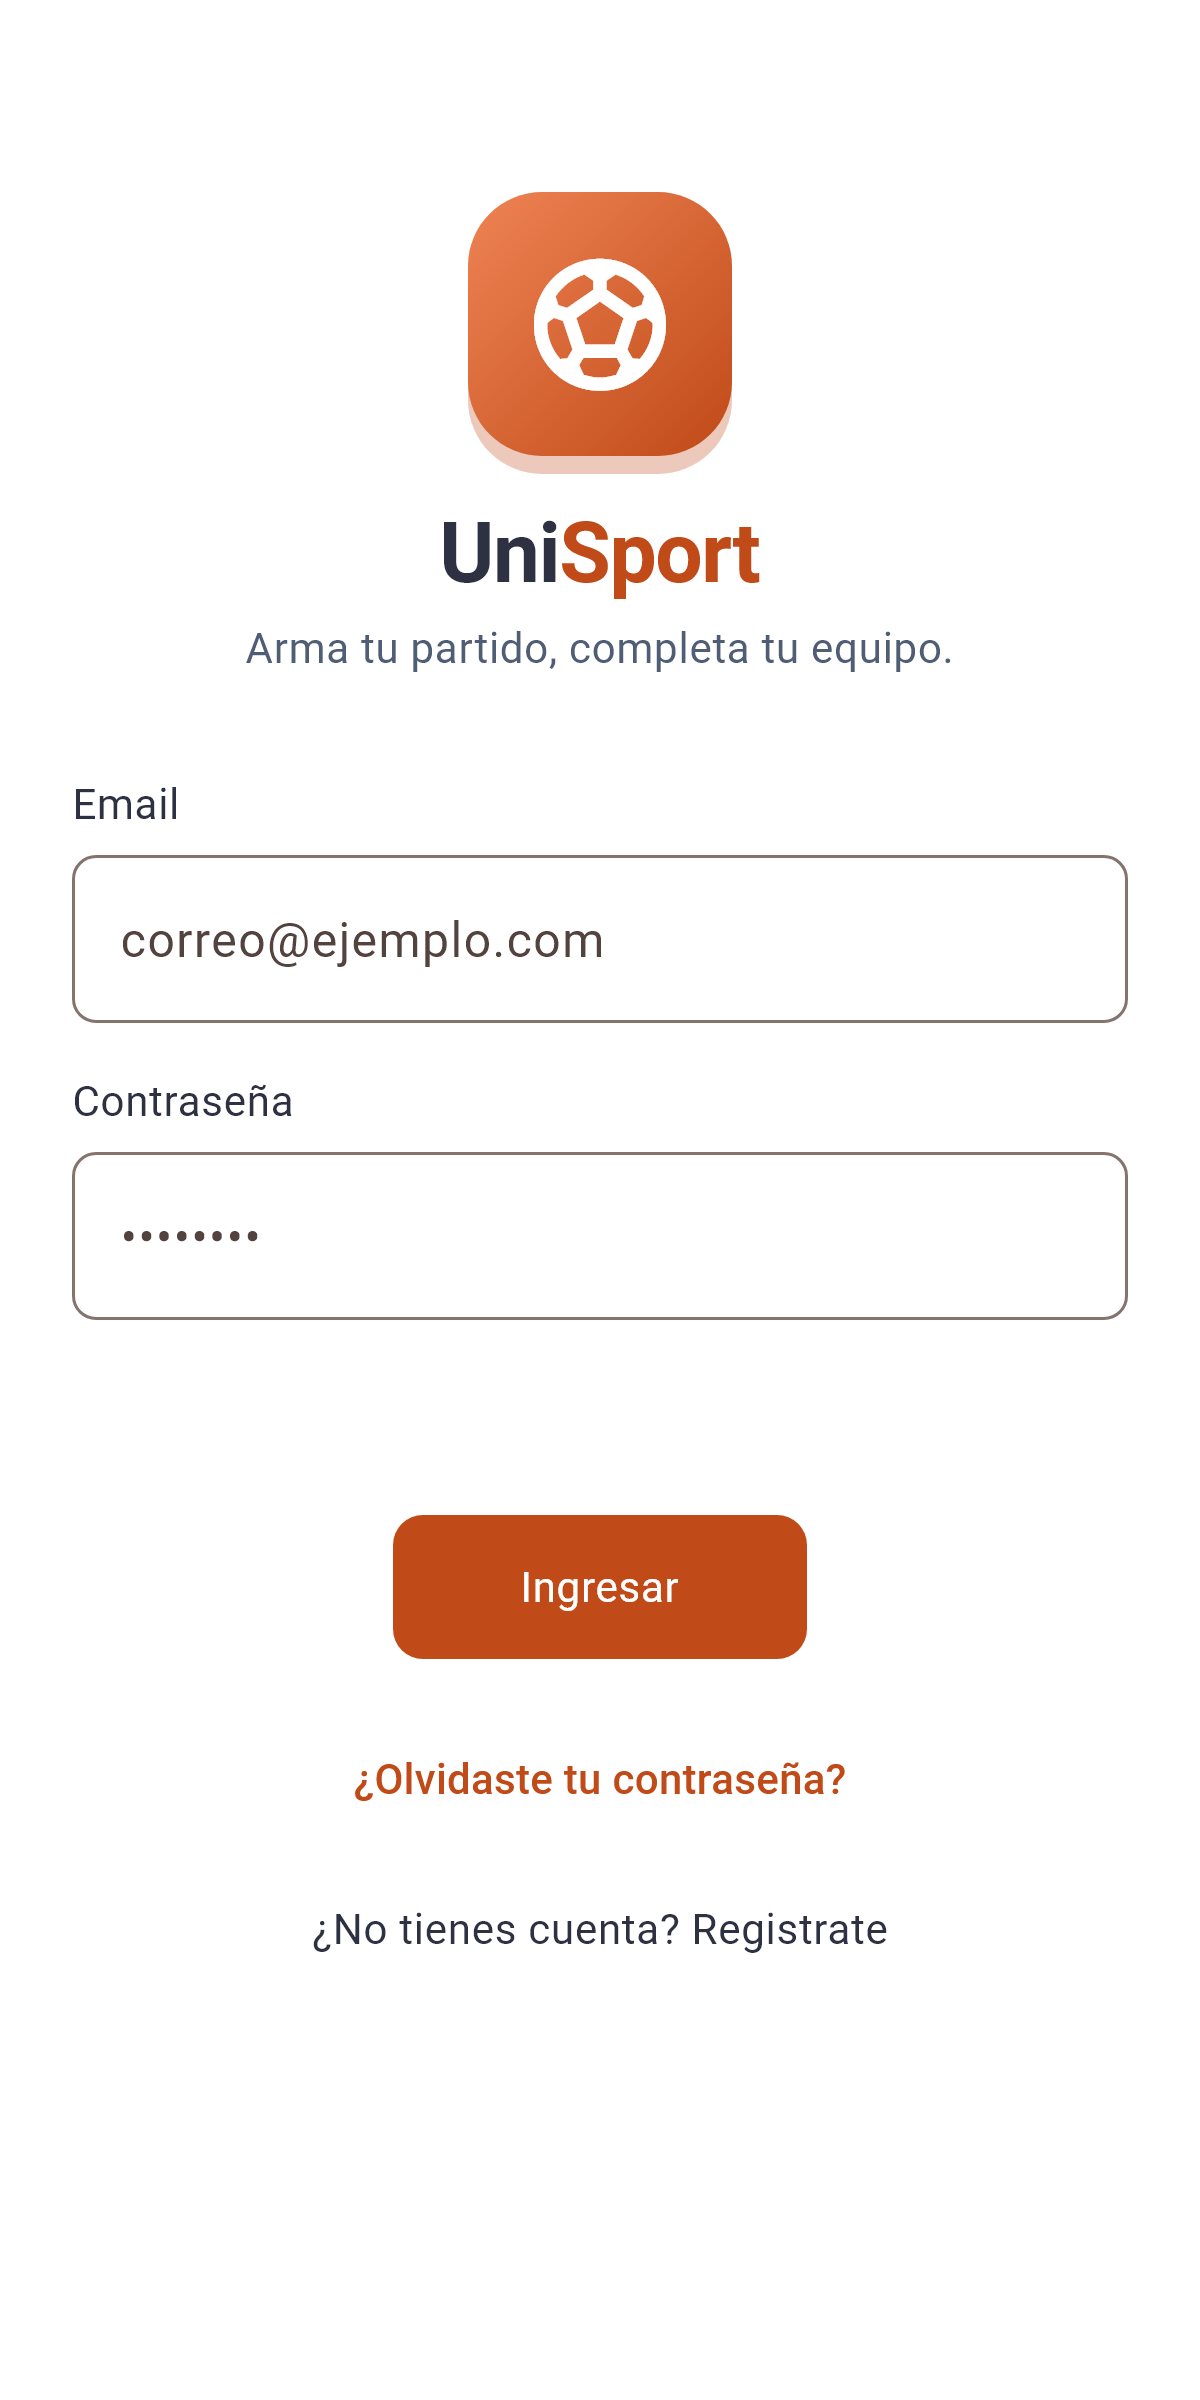 UniSport
Arma tu partido, completa tu equipo.
Email
correo@ejemplo.com
Contraseña
••••••••
Ingresar
¿Olvidaste tu contraseña?
¿No tienes cuenta? Registrate